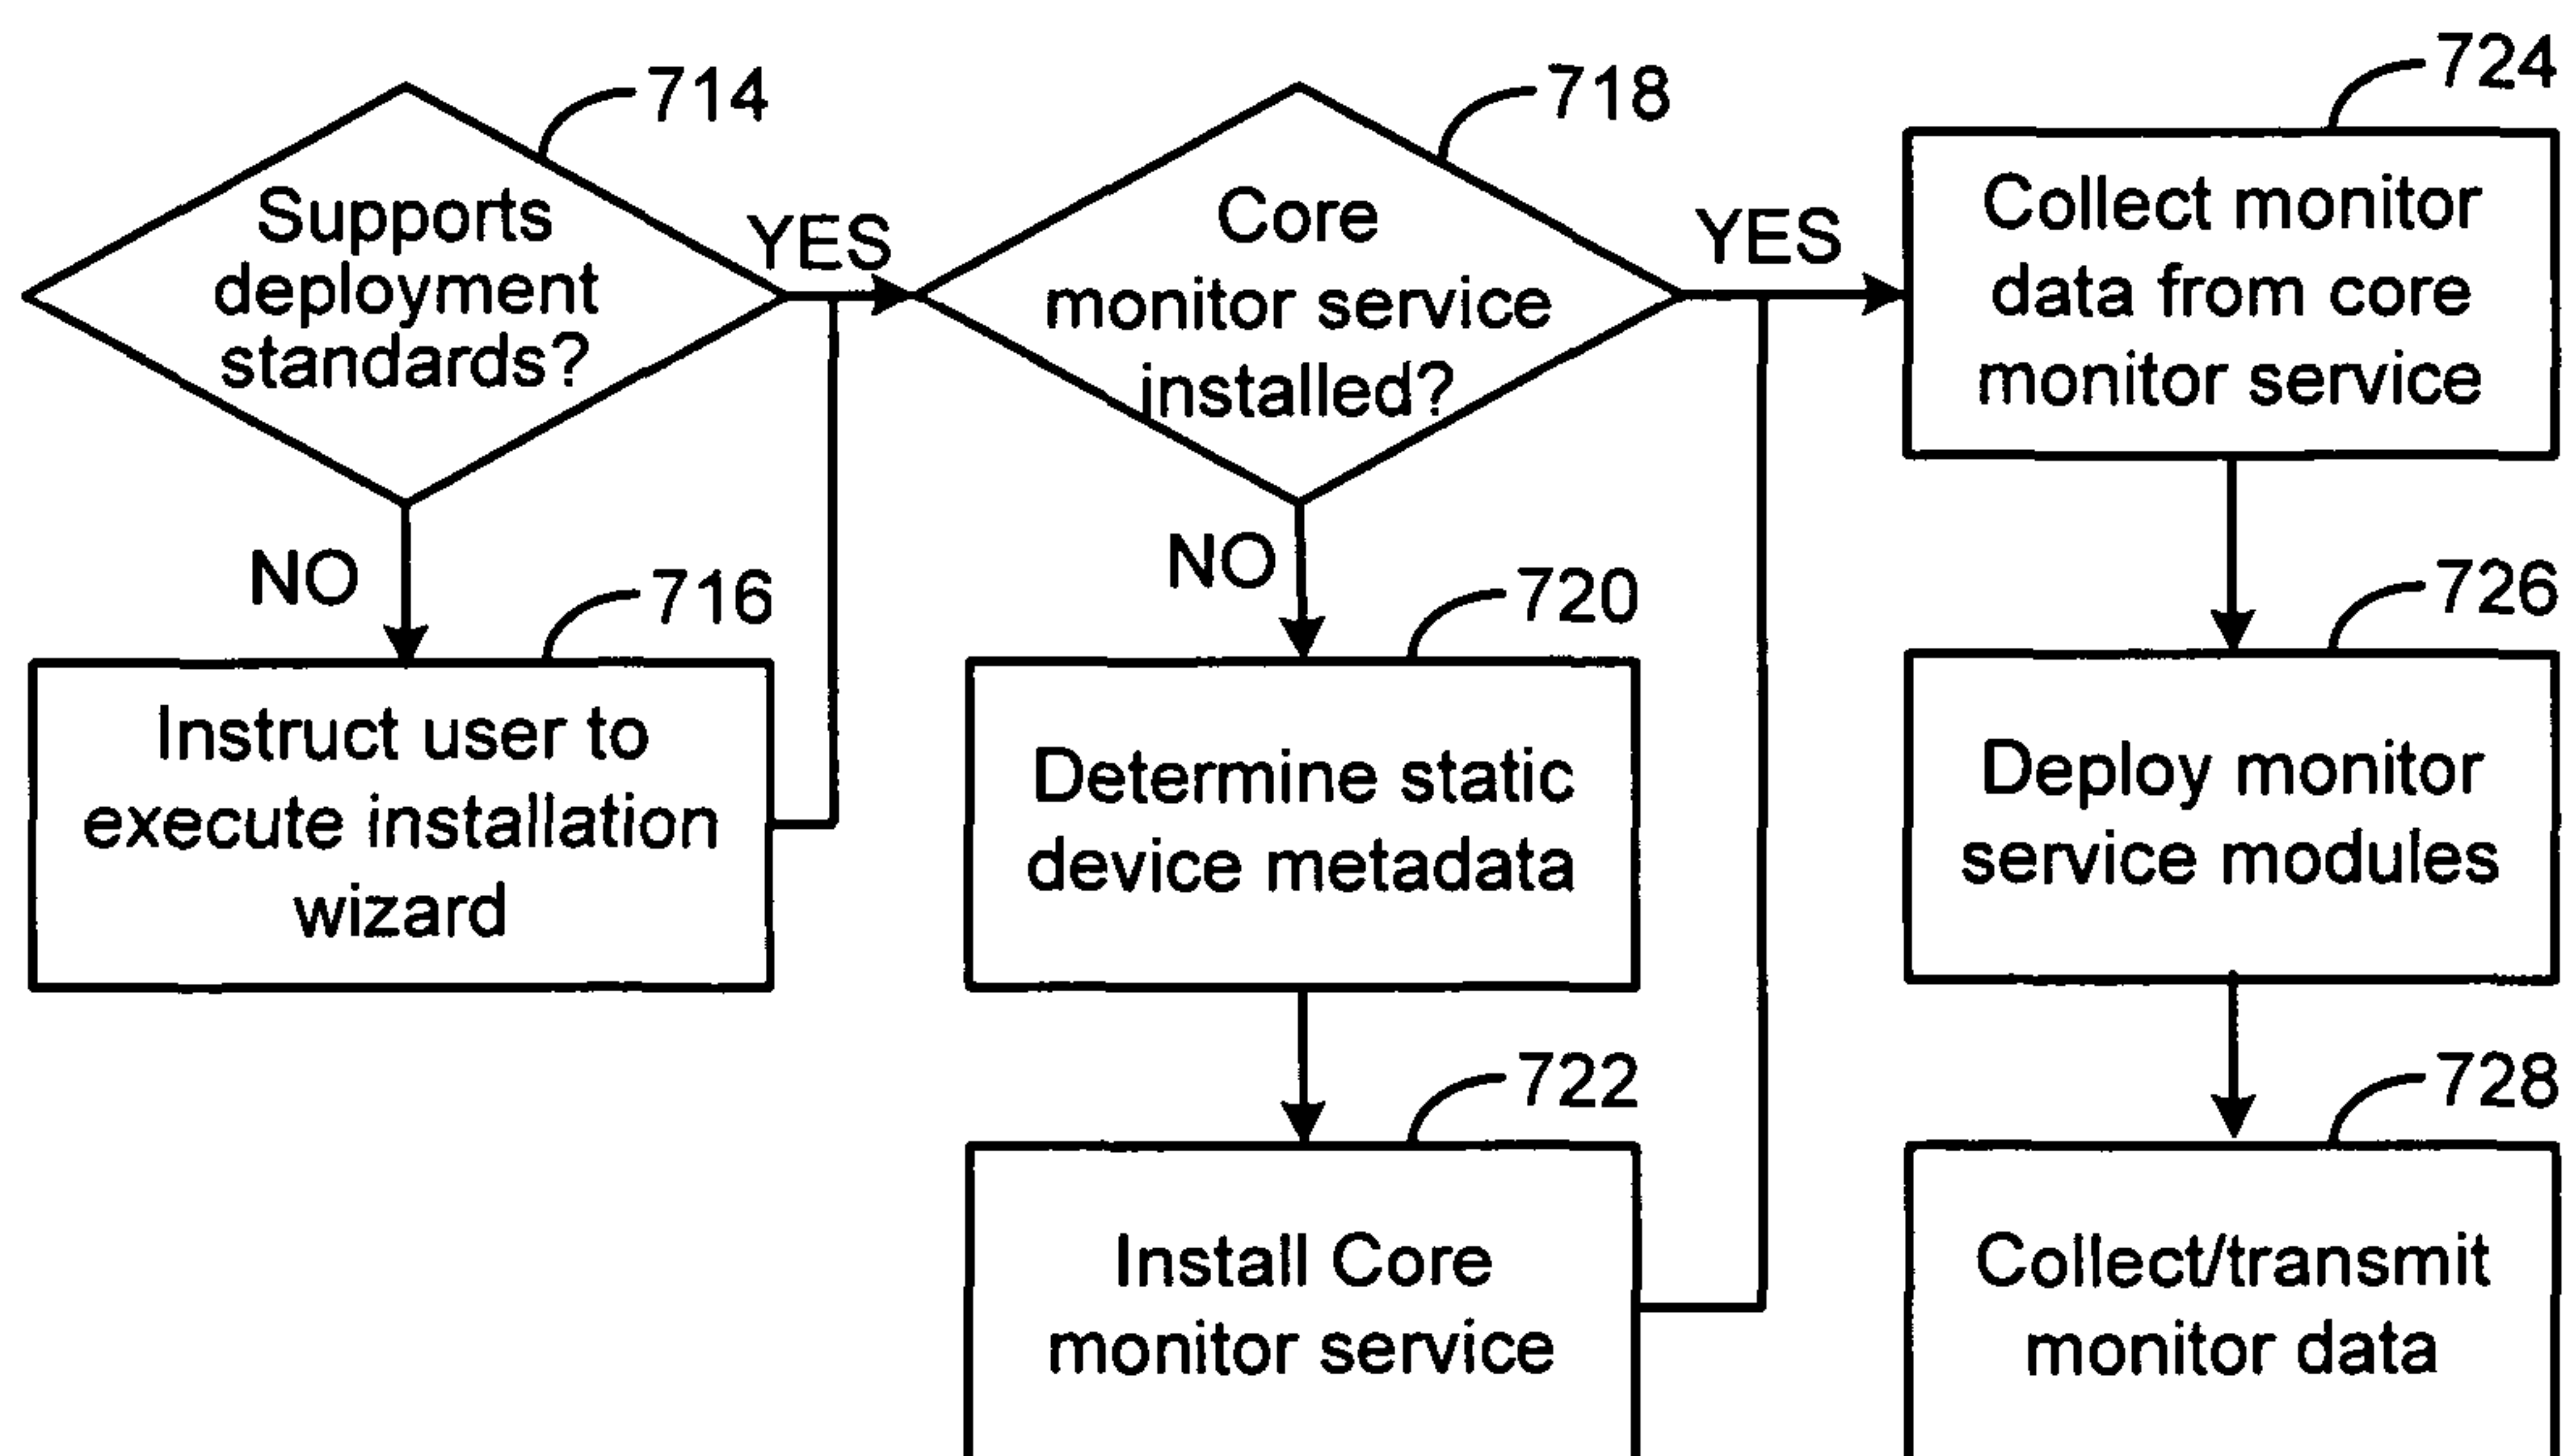 714
Supports
deployment
standards?
YES
NO
716
Instruct user to
execute installation
wizard
718
Core
monitor service
installed?
YES
NO
720
Determine static
device metadata
722
Install Core
monitor service
724
Collect monitor
data from core
monitor service
726
Deploy monitor
service modules
728
Collect/transmit
monitor data